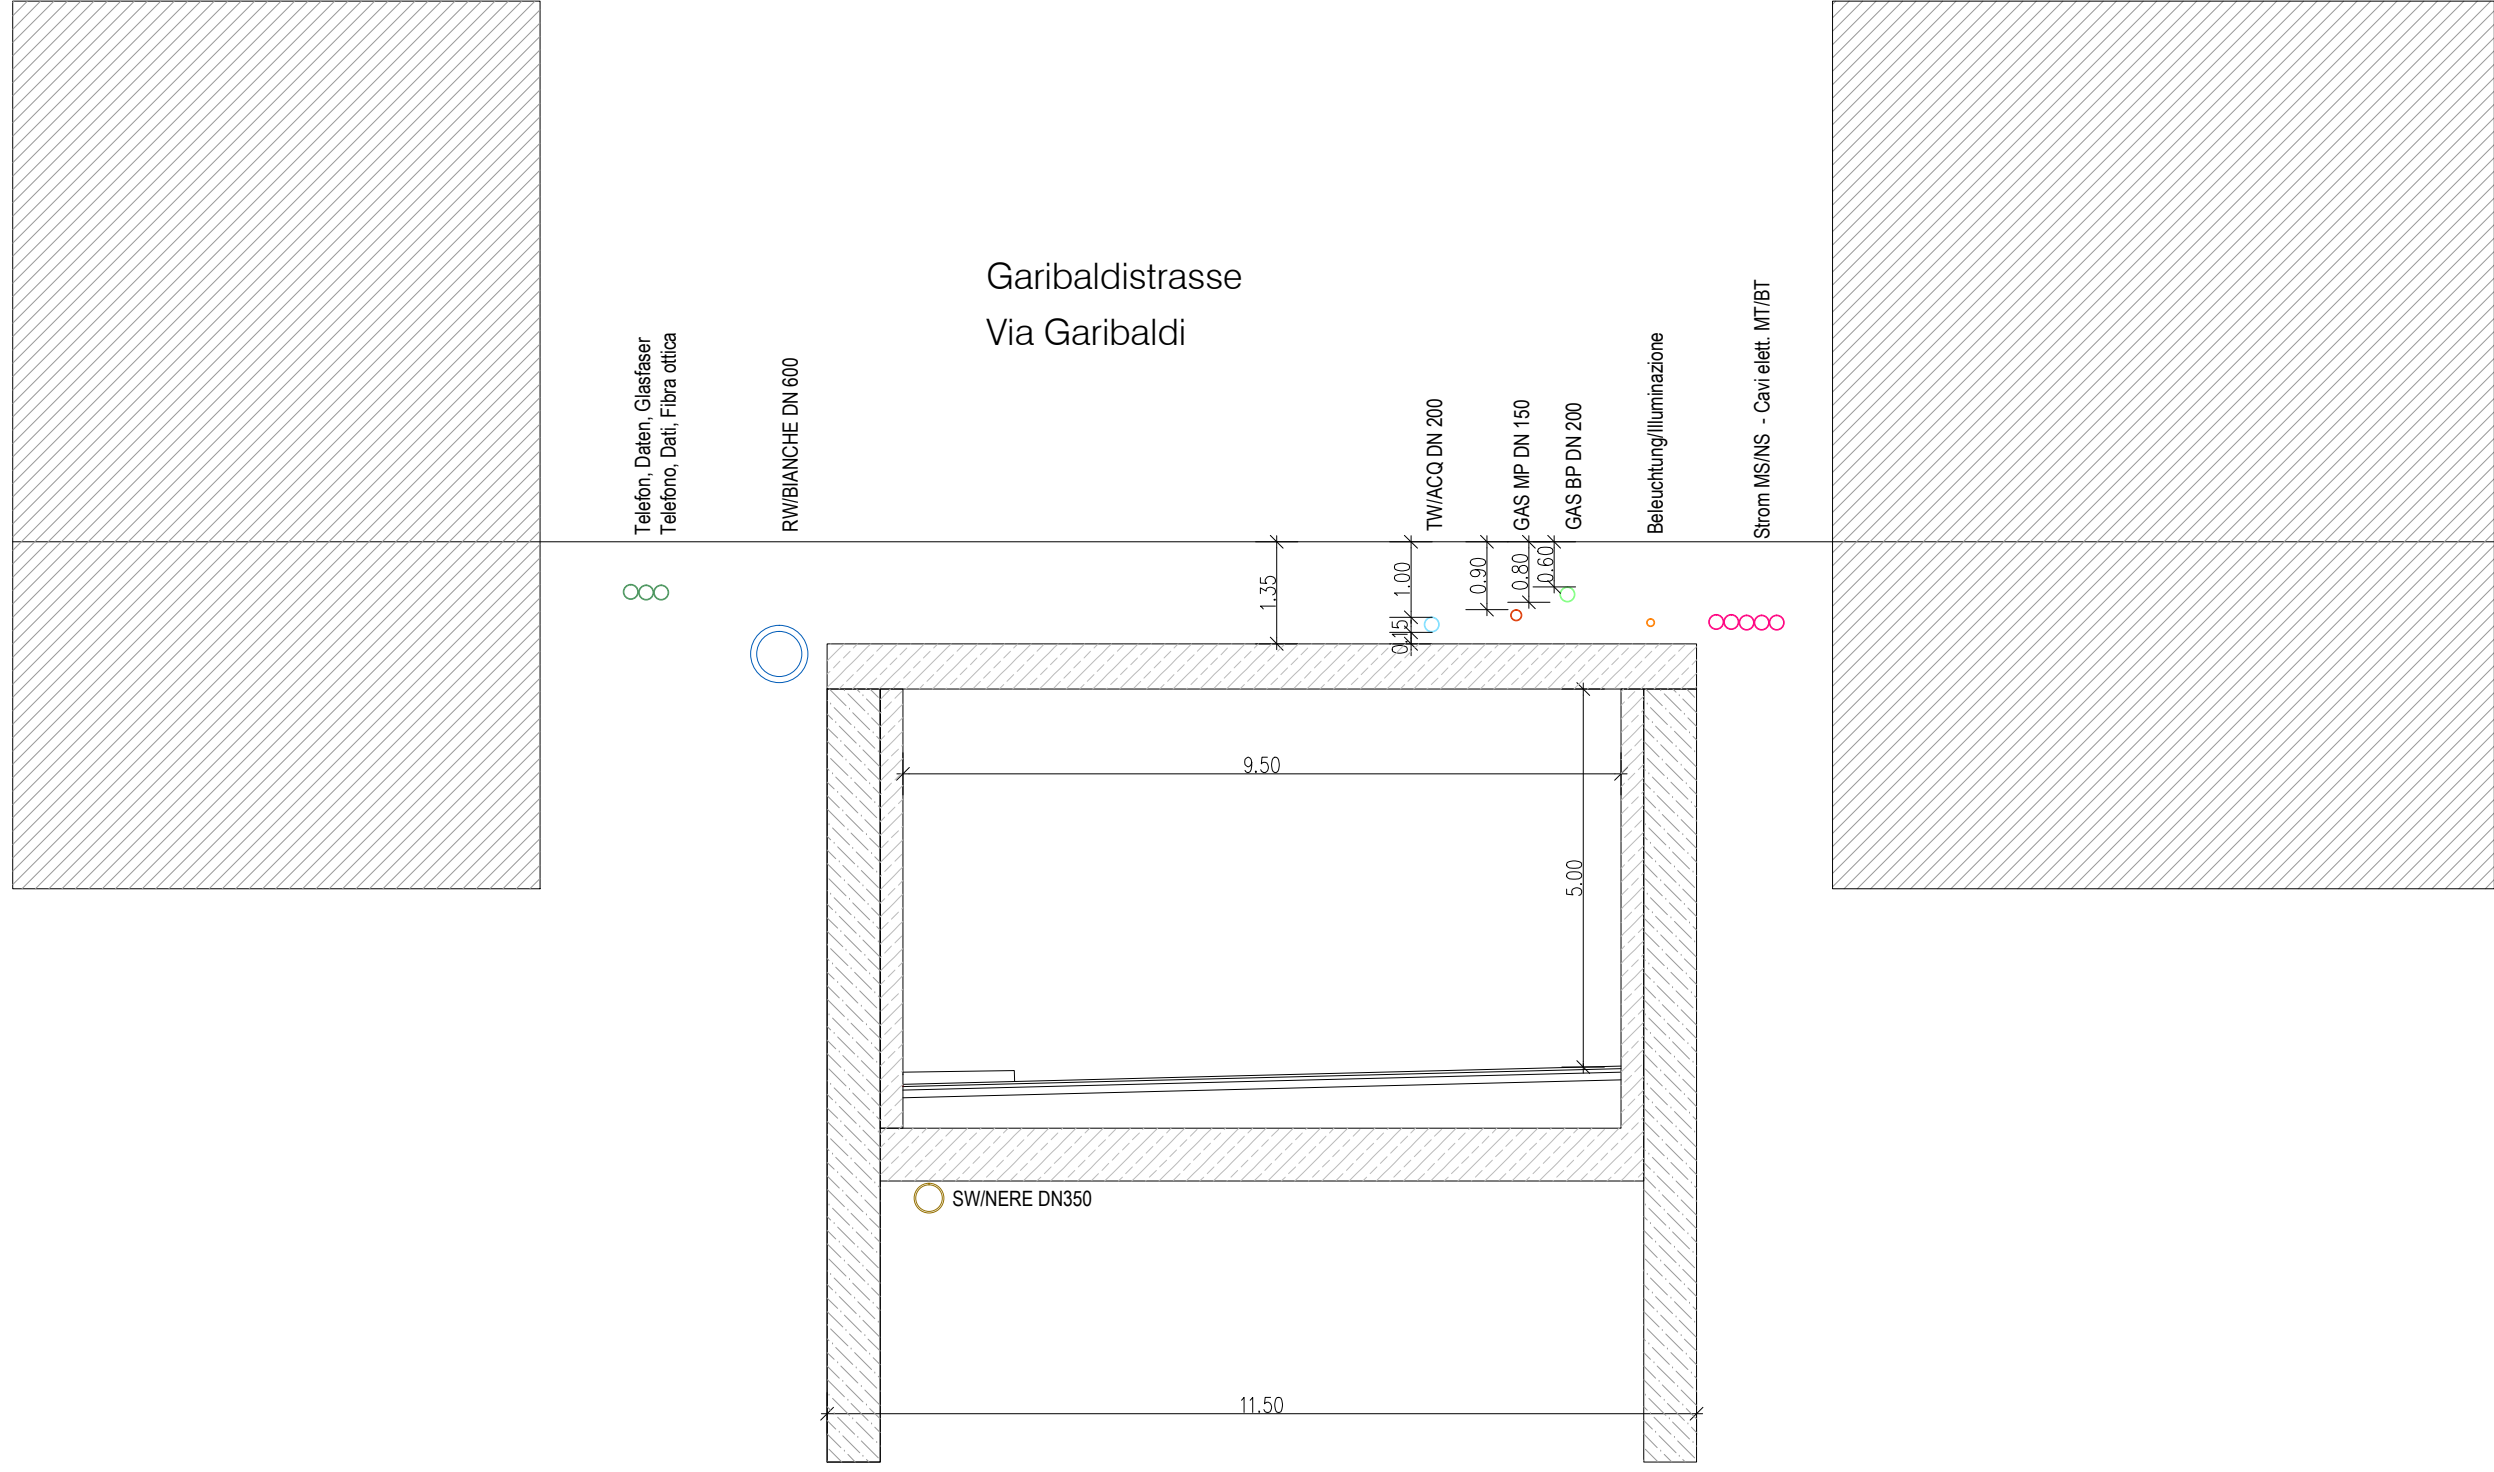 Garibaldistrasse
Via Garibaldi
Telefon, Daten, Glasfaser
Telefono, Dati, Fibra ottica
RW/BIANCHE DN 600
TW/ACQ DN 200
GAS MP DN 150
GAS BP DN 200
Beleuchtung/Illuminazione
Strom MS/NS - Cavi elett. MT/BT
1.35
1.00
0.15
0.90
0.80
0.60
9.50
5.00
SW/NERE DN350
11.50